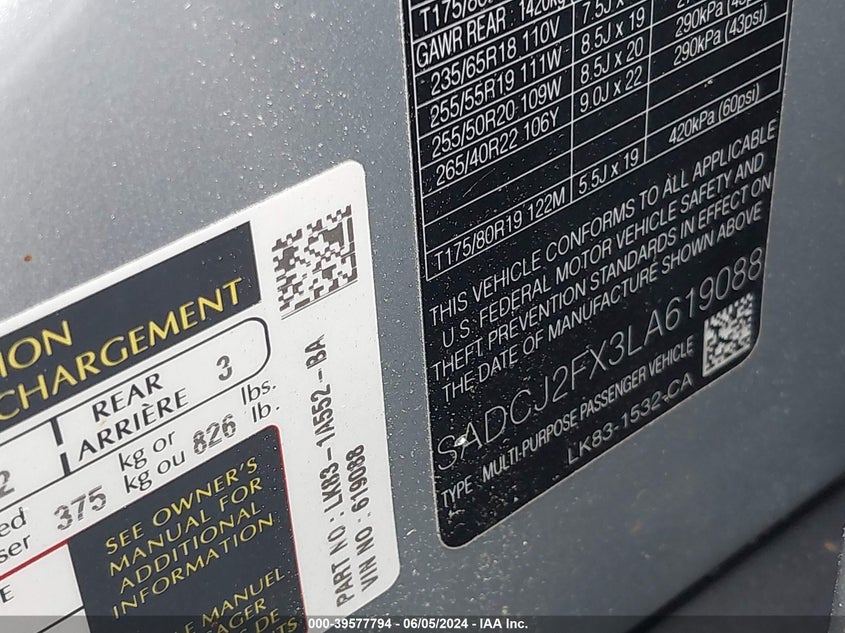 ION
CHARGEMENT
REAR
ARRIÈRE 3
kg or
kg ou
375
826
lbs.
lb.
SEE OWNER'S
MANUAL FOR
ADDITIONAL
INFORMATION
MANUEL
PART NO : LK83-1A552-BA
VIN NO : 619088
GAWR REAR : 1420kg
235/65R18 110V
255/55R19 111W 8.5J x 19 290kPa (43psi)
255/50R20 109W 8.5J x 20 290kPa (43psi)
265/40R22 106Y 9.0J x 22
T175/80R19 122M 5.5J x 19 420kPa (60psi)
THIS VEHICLE CONFORMS TO ALL APPLICABLE
U.S. FEDERAL MOTOR VEHICLE SAFETY AND
THEFT PREVENTION STANDARDS IN EFFECT ON
THE DATE OF MANUFACTURE SHOWN ABOVE
SADCJ2FX3LA619088
TYPE MULTI-PURPOSE PASSENGER VEHICLE
LK83-1532-CA
000-39577794 - 06/05/2024 - IAA Inc.